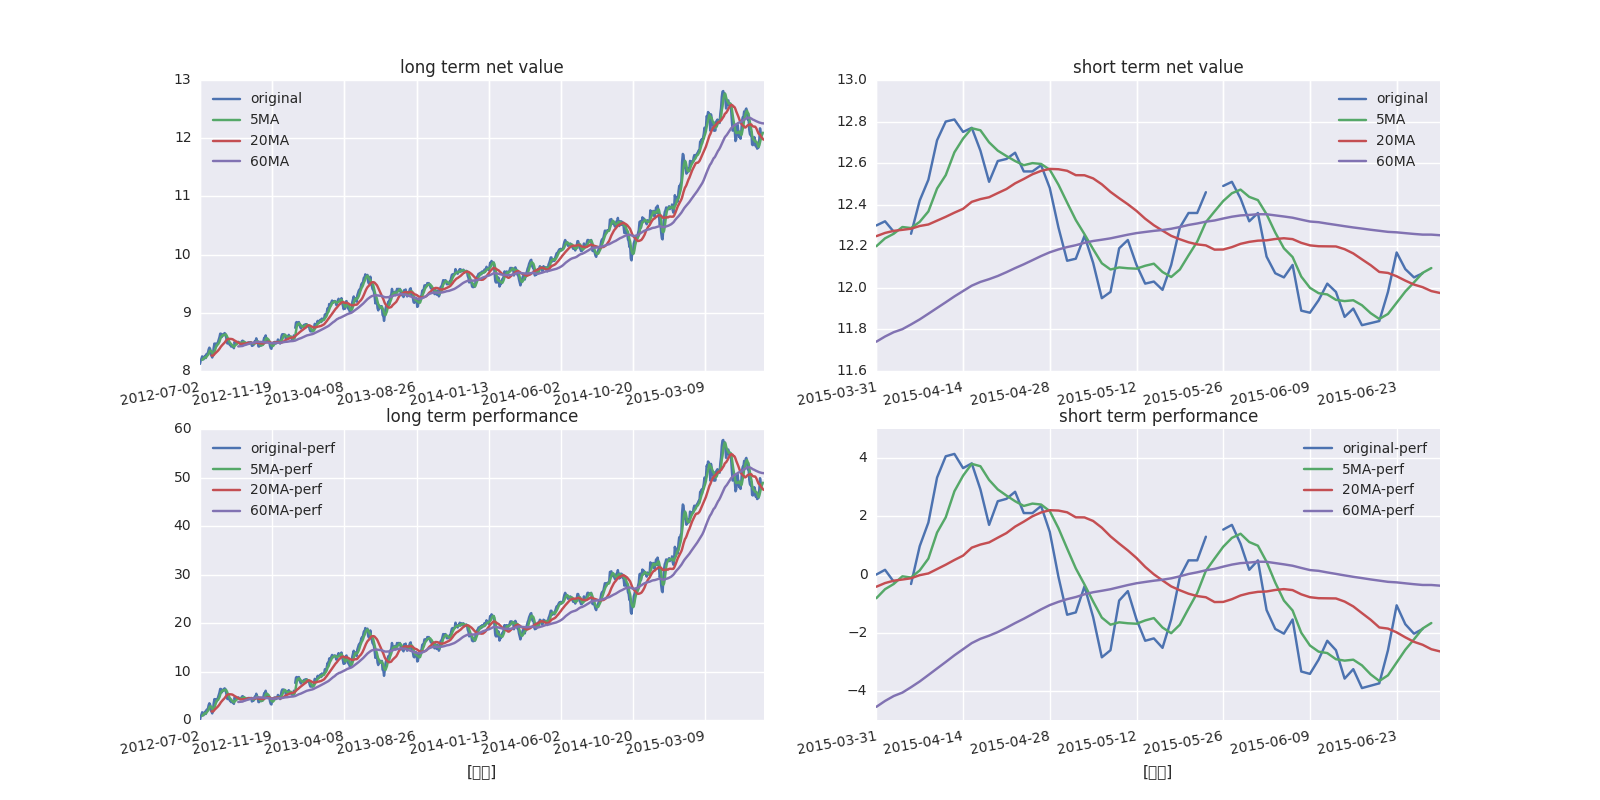 long term net value
13
12
11
10
9
8
original
5MA
20MA
60MA
2012-07-02
2012-11-19
2013-04-08
2013-08-26
2014-01-13
2014-06-02
2014-10-20
2015-03-09
short term net value
13.0
12.8
12.6
12.4
12.2
12.0
11.8
11.6
original
5MA
20MA
60MA
2015-03-31
2015-04-14
2015-04-28
2015-05-12
2015-05-26
2015-06-09
2015-06-23
long term performance
60
50
40
30
20
10
0
original-perf
5MA-perf
20MA-perf
60MA-perf
2012-07-02
2012-11-19
2013-04-08
2013-08-26
2014-01-13
2014-06-02
2014-10-20
2015-03-09
[▯▯]
short term performance
4
2
0
−2
−4
original-perf
5MA-perf
20MA-perf
60MA-perf
2015-03-31
2015-04-14
2015-04-28
2015-05-12
2015-05-26
2015-06-09
2015-06-23
[▯▯]